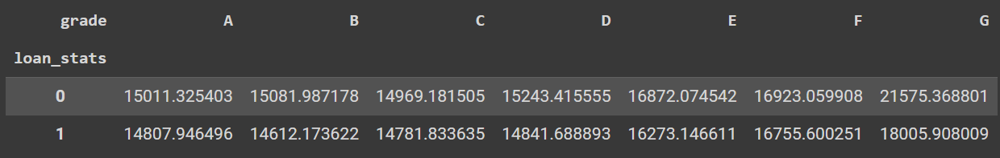 grade A B C D E F G
loan_stats
0 15011.325403 15081.987178 14969.181505 15243.415555 16872.074542 16923.059908 21575.368801
1 14807.946496 14612.173622 14781.833635 14841.688893 16273.146611 16755.600251 18005.908009